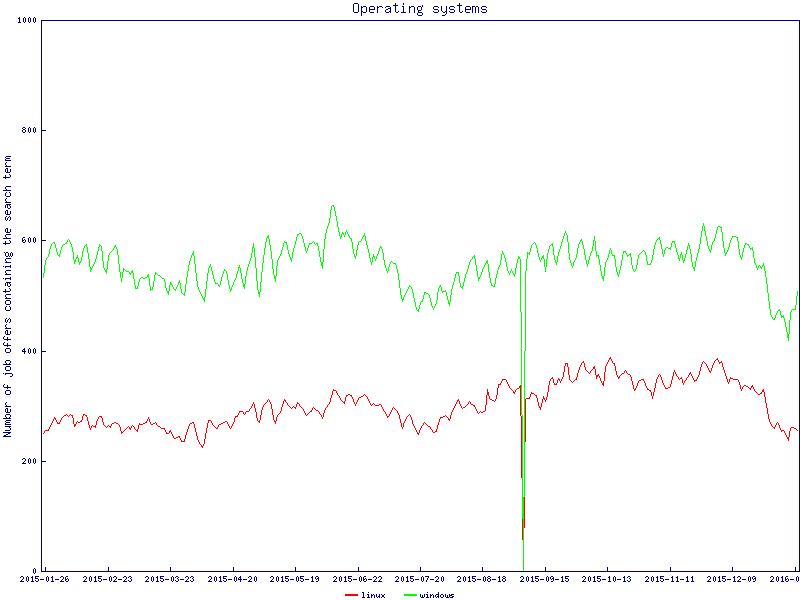 Operating systems
Number of job offers containing the search term
1000
800
600
400
200
0
2015-01-26 2015-02-23 2015-03-23 2015-04-20 2015-05-19 2015-06-22 2015-07-20 2015-08-18 2015-09-15 2015-10-13 2015-11-11 2015-12-09 2016-0
linux windows